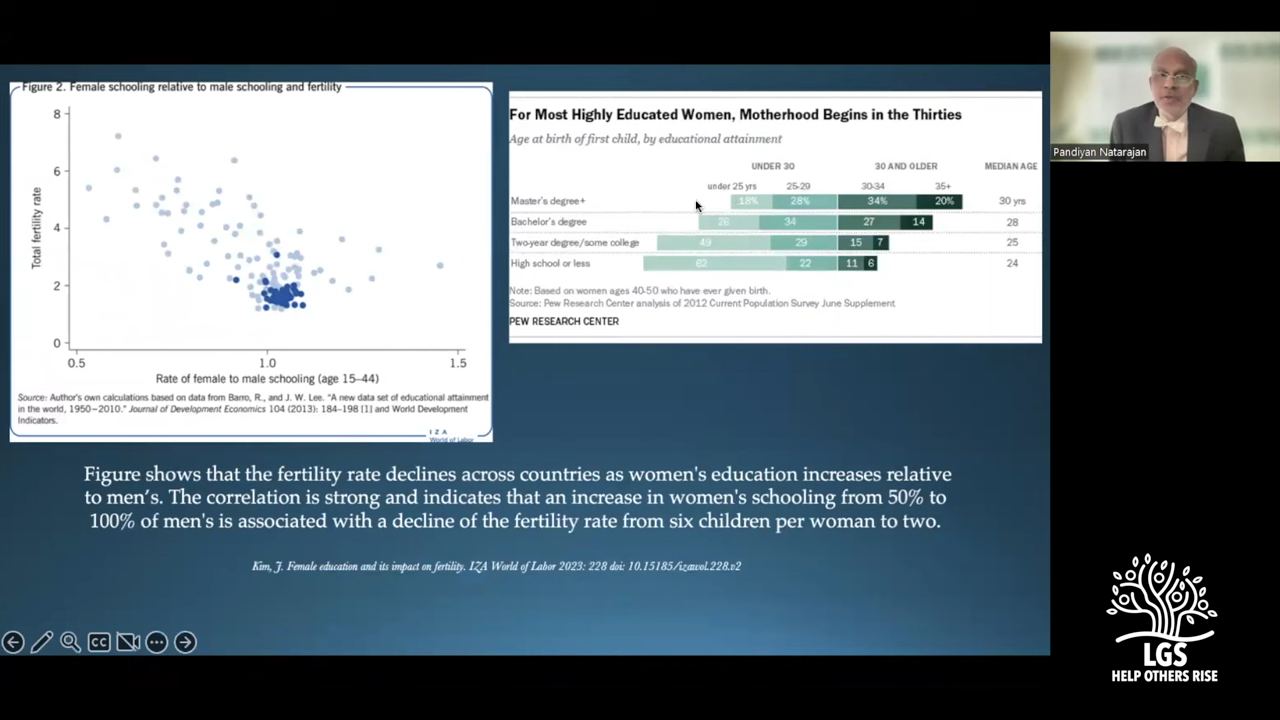 Figure 2. Female schooling relative to male schooling and fertility
8
6
4
2
0
Total fertility rate
0.5 1.0 1.5
Rate of female to male schooling (age 15–44)
Source: Author's own calculations based on data from Barro, R., and J. W. Lee. "A new data set of educational attainment
in the world, 1950–2010." Journal of Development Economics 104 (2013): 184–198 [1] and World Development
Indicators.
I Z A
World of Labor
For Most Highly Educated Women, Motherhood Begins in the Thirties
Age at birth of first child, by educational attainment
UNDER 30 30 AND OLDER MEDIAN AGE
under 25 yrs 25-29 30-34 35+
Master's degree+ 18% 28% 34% 20% 30 yrs
Bachelor's degree 26 34 27 14 28
Two-year degree/some college 49 29 15 7 25
High school or less 62 22 11 6 24
Note: Based on women ages 40-50 who have ever given birth.
Source: Pew Research Center analysis of 2012 Current Population Survey June Supplement
PEW RESEARCH CENTER
Figure shows that the fertility rate declines across countries as women's education increases relative
to men's. The correlation is strong and indicates that an increase in women's schooling from 50% to
100% of men's is associated with a decline of the fertility rate from six children per woman to two.
Kim, J. Female education and its impact on fertility. IZA World of Labor 2023: 228 doi: 10.15185/izawol.228.v2
CC
Pandiyan Natarajan
LGS
HELP OTHERS RISE